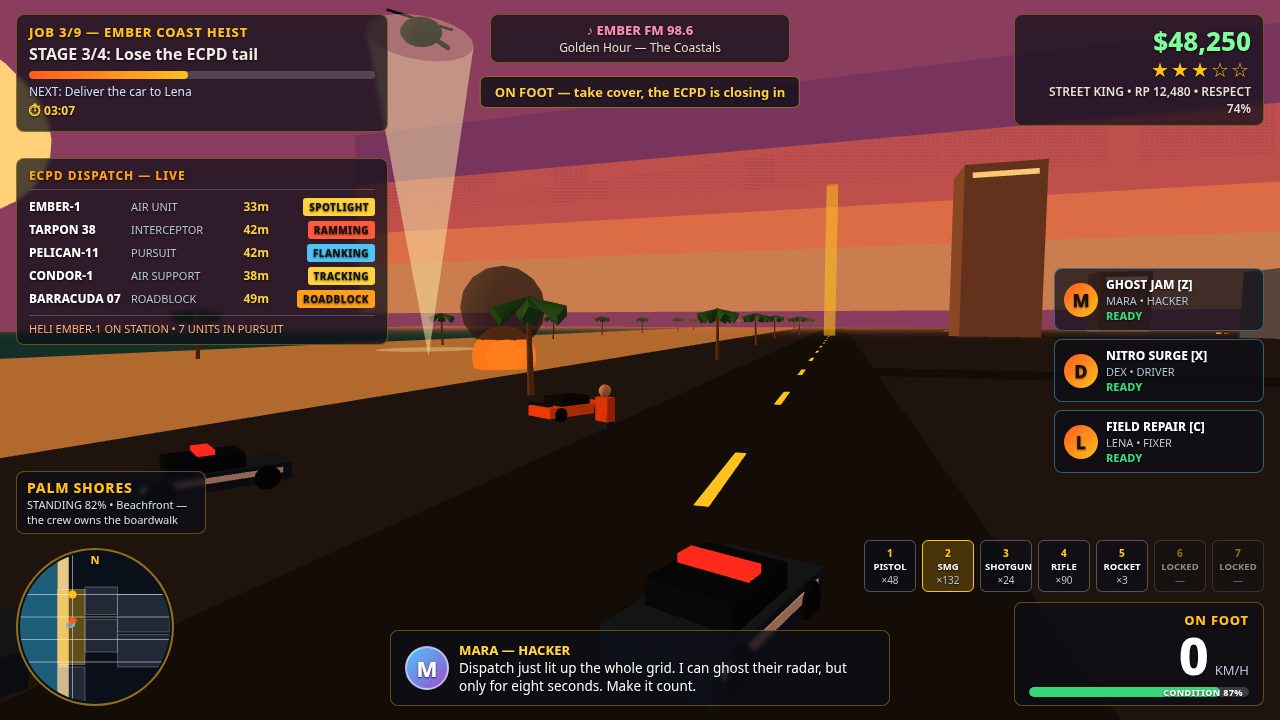 JOB 3/9 — EMBER COAST HEIST
STAGE 3/4: Lose the ECPD tail
NEXT: Deliver the car to Lena
⏱ 03:07
♪ EMBER FM 98.6
Golden Hour — The Coastals
ON FOOT — take cover, the ECPD is closing in
$48,250
★★★☆☆
STREET KING • RP 12,480 • RESPECT
74%
ECPD DISPATCH — LIVE
EMBER-1 AIR UNIT 33m SPOTLIGHT
TARPON 38 INTERCEPTOR 42m RAMMING
PELICAN-11 PURSUIT 42m FLANKING
CONDOR-1 AIR SUPPORT 38m TRACKING
BARRACUDA 07 ROADBLOCK 49m ROADBLOCK
HELI EMBER-1 ON STATION • 7 UNITS IN PURSUIT
M
GHOST JAM [Z]
MARA • HACKER
READY
D
NITRO SURGE [X]
DEX • DRIVER
READY
L
FIELD REPAIR [C]
LENA • FIXER
READY
PALM SHORES
STANDING 82% • Beachfront —
the crew owns the boardwalk
N
1 2 3 4 5 6 7
PISTOL SMG SHOTGUN RIFLE ROCKET LOCKED LOCKED
×48 ×132 ×24 ×90 ×3 — —
M
MARA — HACKER
Dispatch just lit up the whole grid. I can ghost their radar, but
only for eight seconds. Make it count.
ON FOOT
0 KM/H
CONDITION 87%